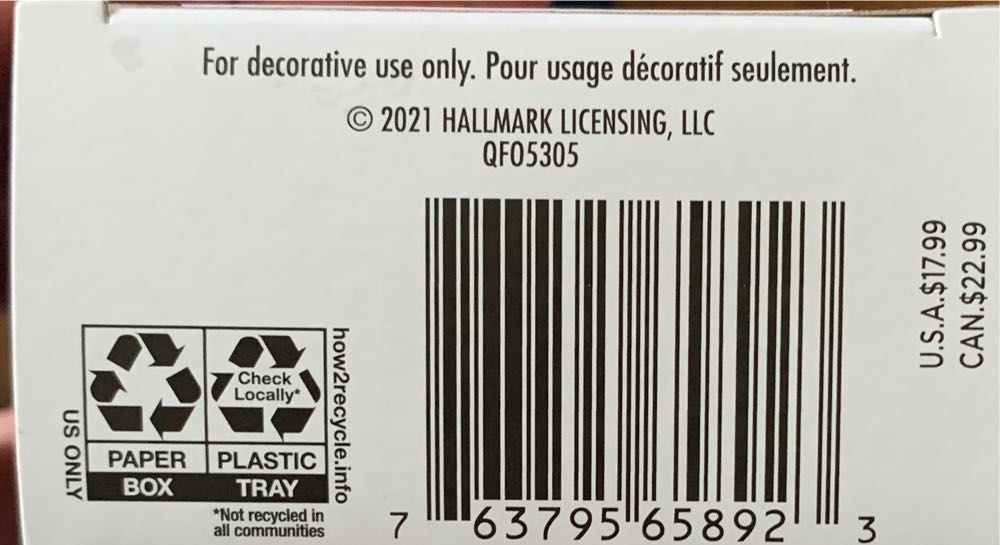 For decorative use only. Pour usage décoratif seulement.
© 2021 HALLMARK LICENSING, LLC
QFO5305
U.S.A.$17.99
CAN.$22.99
how2recycle.info
US ONLY
Check
Locally*
PAPER PLASTIC
BOX TRAY
*Not recycled in
all communities
7 63795 65892 3